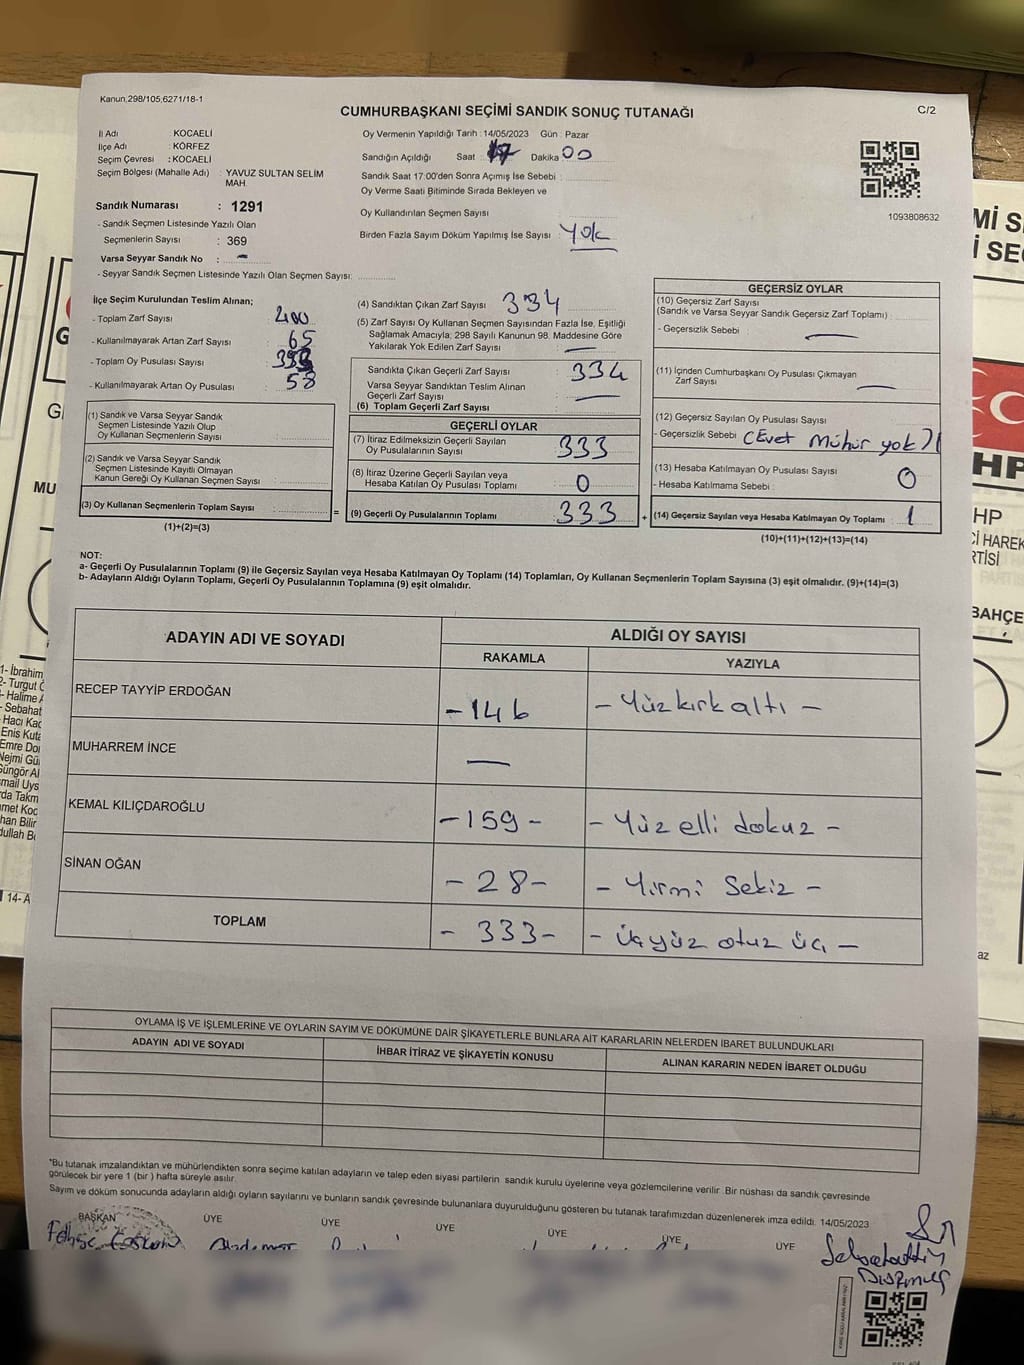 Kanun,298/105,6271/18-1
CUMHURBAŞKANI SEÇİMİ SANDIK SONUÇ TUTANAĞI
C/2
İl Adı : KOCAELİ
İlçe Adı : KÖRFEZ
Seçim Çevresi : KOCAELİ
Seçim Bölgesi (Mahalle Adı) : YAVUZ SULTAN SELİM
MAH.
Sandık Numarası : 1291
- Sandık Seçmen Listesinde Yazılı Olan
Seçmenlerin Sayısı : 369
Varsa Seyyar Sandık No : -
- Seyyar Sandık Seçmen Listesinde Yazılı Olan Seçmen Sayısı:
Oy Vermenin Yapıldığı Tarih : 14/05/2023 Gün : Pazar
Sandığın Açıldığı Saat : 17 Dakika 00
Sandık Saat 17:00'den Sonra Açımış İse Sebebi :
Oy Verme Saati Bitiminde Sırada Bekleyen ve
Oy Kullandırılan Seçmen Sayısı
Birden Fazla Sayım Döküm Yapılmış İse Sayısı : Yok
1093808632
İlçe Seçim Kurulundan Teslim Alınan;
- Toplam Zarf Sayısı : 400
- Kullanılmayarak Artan Zarf Sayısı : 65
- Toplam Oy Pusulası Sayısı :
- Kullanılmayarak Artan Oy Pusulası : 58
(1) Sandık ve Varsa Seyyar Sandık
Seçmen Listesinde Yazılı Olup
Oy Kullanan Seçmenlerin Sayısı :
(2) Sandık ve Varsa Seyyar Sandık
Seçmen Listesinde Kayıtlı Olmayan
Kanun Gereği Oy Kullanan Seçmen Sayısı :
(3) Oy Kullanan Seçmenlerin Toplam Sayısı :
(1)+(2)=(3)
(4) Sandıktan Çıkan Zarf Sayısı : 334
(5) Zarf Sayısı Oy Kullanan Seçmen Sayısından Fazla İse, Eşitliği
Sağlamak Amacıyla; 298 Sayılı Kanunun 98. Maddesine Göre
Yakılarak Yok Edilen Zarf Sayısı : —
Sandıkta Çıkan Geçerli Zarf Sayısı : 334
Varsa Seyyar Sandıktan Teslim Alınan
Geçerli Zarf Sayısı : —
(6) Toplam Geçerli Zarf Sayısı :
GEÇERLİ OYLAR
(7) İtiraz Edilmeksizin Geçerli Sayılan
Oy Pusulalarının Sayısı : 333
(8) İtiraz Üzerine Geçerli Sayılan veya
Hesaba Katılan Oy Pusulası Toplamı : 0
= (9) Geçerli Oy Pusulalarının Toplamı : 333
GEÇERSİZ OYLAR
(10) Geçersiz Zarf Sayısı
(Sandık ve Varsa Seyyar Sandık Geçersiz Zarf Toplamı) :
- Geçersizlik Sebebi : —
(11) İçinden Cumhurbaşkanı Oy Pusulası Çıkmayan
Zarf Sayısı : —
(12) Geçersiz Sayılan Oy Pusulası Sayısı
- Geçersizlik Sebebi (Evet Mühür yok) 1
(13) Hesaba Katılmayan Oy Pusulası Sayısı : 0
- Hesaba Katılmama Sebebi :
+ (14) Geçersiz Sayılan veya Hesaba Katılmayan Oy Toplamı : 1
(10)+(11)+(12)+(13)=(14)
NOT:
a- Geçerli Oy Pusulalarının Toplamı (9) ile Geçersiz Sayılan veya Hesaba Katılmayan Oy Toplamı (14) Toplamları, Oy Kullanan Seçmenlerin Toplam Sayısına (3) eşit olmalıdır. (9)+(14)=(3)
b- Adayların Aldığı Oyların Toplamı, Geçerli Oy Pusulalarının Toplamına (9) eşit olmalıdır.
ADAYIN ADI VE SOYADI
ALDIĞI OY SAYISI
RAKAMLA
YAZIYLA
RECEP TAYYİP ERDOĞAN
-146
- Yüzkırkaltı -
MUHARREM İNCE
—
KEMAL KILIÇDAROĞLU
-159-
- Yüz elli dokuz -
SİNAN OĞAN
-28-
- Yirmi Sekiz -
TOPLAM
-333-
- Üçyüz otuz üç -
OYLAMA İŞ VE İŞLEMLERİNE VE OYLARIN SAYIM VE DÖKÜMÜNE DAİR ŞİKAYETLERLE BUNLARA AİT KARARLARIN NELERDEN İBARET BULUNDUKLARI
ADAYIN ADI VE SOYADI
İHBAR İTİRAZ VE ŞİKAYETİN KONUSU
ALINAN KARARIN NEDEN İBARET OLDUĞU
*Bu tutanak imzalandıktan ve mühürlendikten sonra seçime katılan adayların ve talep eden siyasi partilerin sandık kurulu üyelerine veya gözlemcilerine verilir. Bir nüshası da sandık çevresinde
görülecek bir yere 1 (bir ) hafta süreyle asılır.
Sayım ve döküm sonucunda adayların aldığı oyların sayılarını ve bunların sandık çevresinde bulunanlara duyurulduğunu gösteren bu tutanak tarafımızdan düzenlenerek imza edildi. 14/05/2023
BAŞKAN ÜYE ÜYE ÜYE ÜYE ÜYE ÜYE
Sebahattin
MU
14- A
Mİ S
İ SE
HP
HP
Cİ HAREK
RTİSİ
BAHÇE
az
1- İbrahim
2- Turgut
- Halime
- Sebahat
Hacı
Enis
Emre